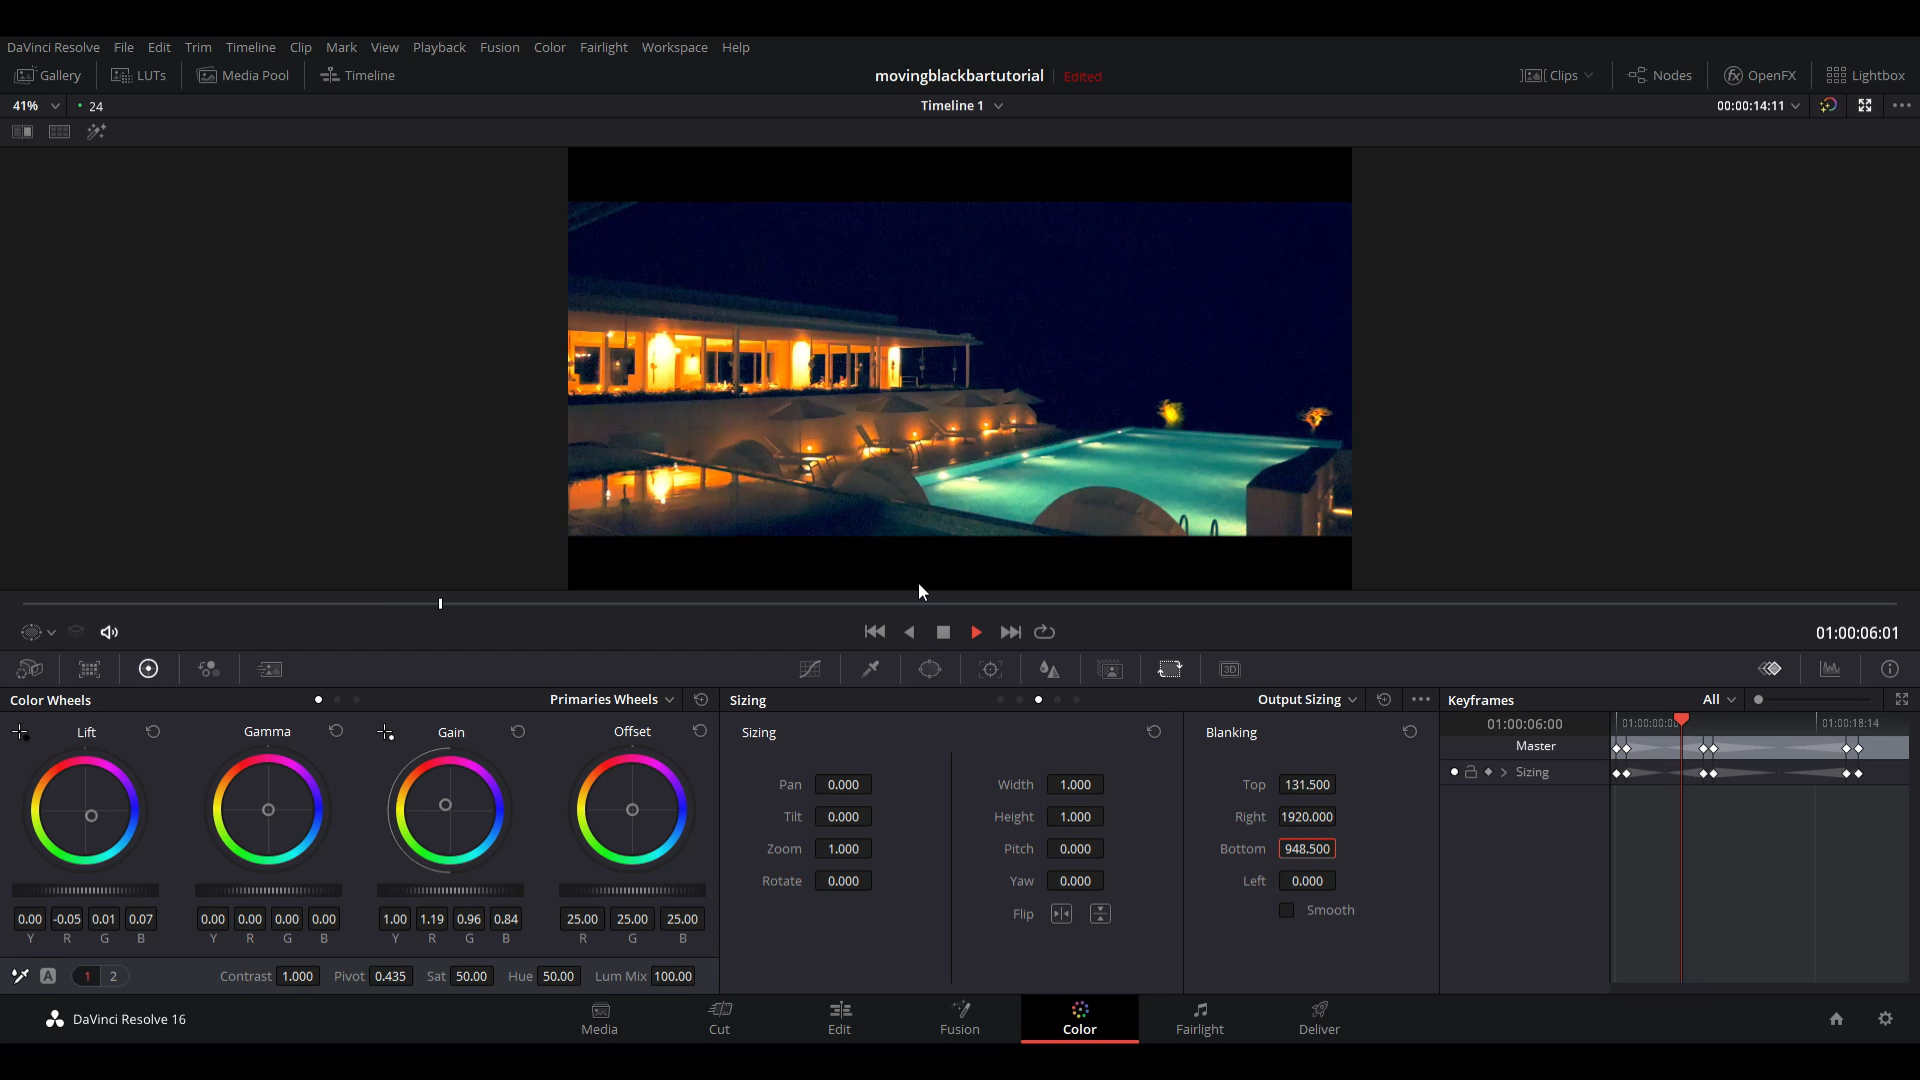 DaVinci Resolve File Edit Trim Timeline Clip Mark View Playback Fusion Color Fairlight Workspace Help
Gallery LUTs Media Pool Timeline movingblackbartutorial Edited Clips Nodes OpenFX Lightbox
41% 24 Timeline 1 00:00:14:11
01:00:06:01
3D
Color Wheels Primaries Wheels Sizing Output Sizing Keyframes All
Lift Gamma Gain Offset Sizing Blanking 01:00:06:00 01:00:00:00 01:00:18:14
Master
Sizing
Pan 0.000 Width 1.000 Top 131.500
Tilt 0.000 Height 1.000 Right 1920.000
Zoom 1.000 Pitch 0.000 Bottom 948.500
Rotate 0.000 Yaw 0.000 Left 0.000
Flip Smooth
0.00 -0.05 0.01 0.07 0.00 0.00 0.00 0.00 1.00 1.19 0.96 0.84 25.00 25.00 25.00
Y R G B Y R G B Y R G B R G B
A 1 2 Contrast 1.000 Pivot 0.435 Sat 50.00 Hue 50.00 Lum Mix 100.00
DaVinci Resolve 16 Media Cut Edit Fusion Color Fairlight Deliver